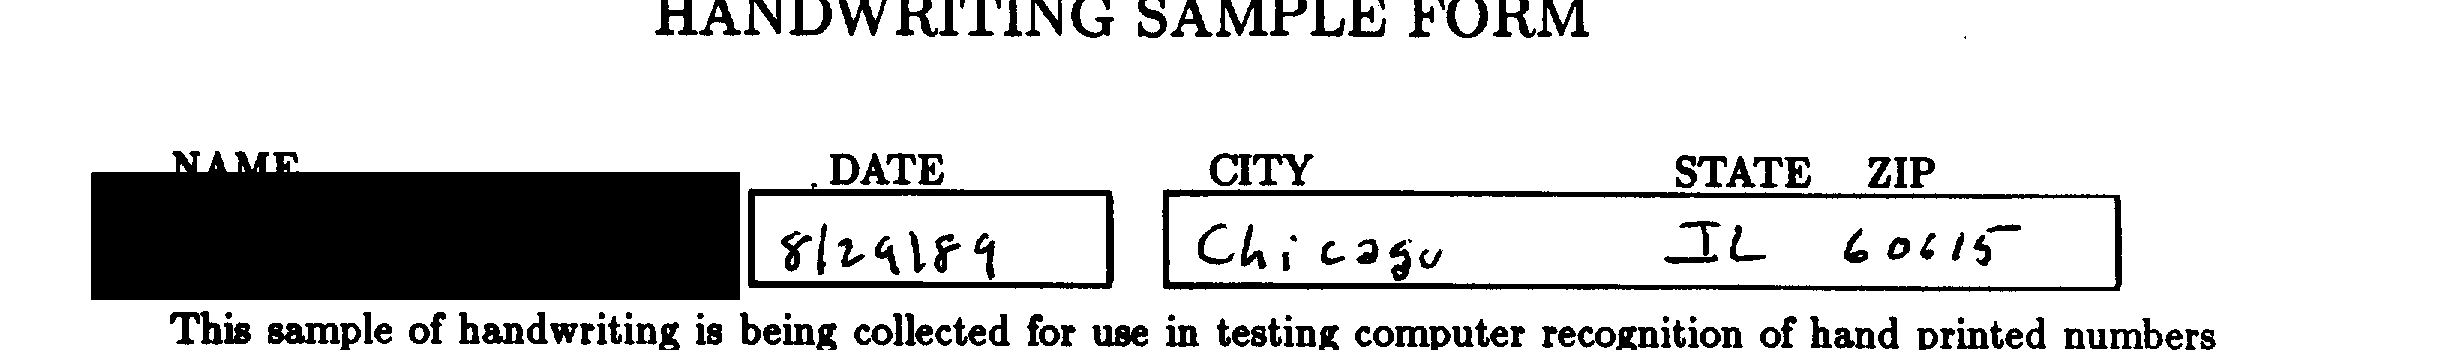 HANDWRITING SAMPLE FORM
NAME DATE CITY STATE ZIP
8/29/89 Chicago IL 60615
This sample of handwriting is being collected for use in testing computer recognition of hand printed numbers